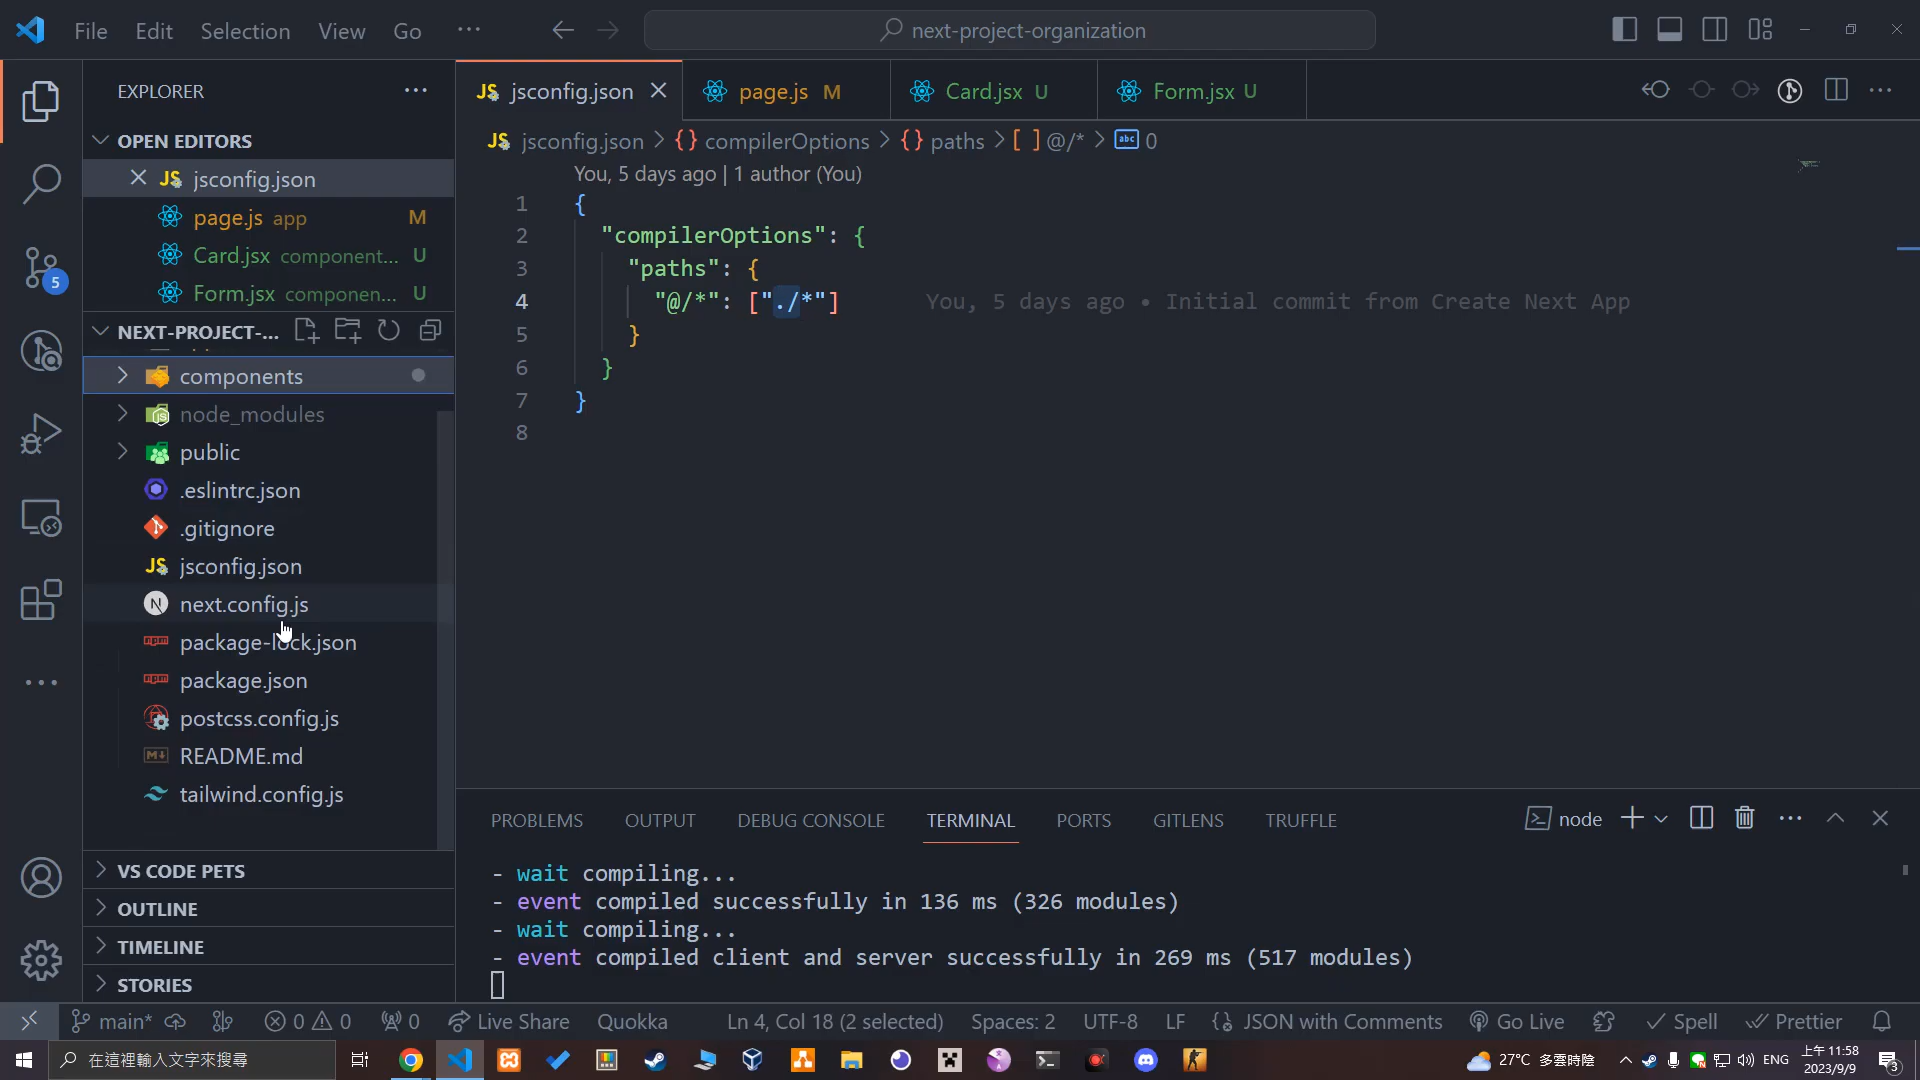 File Edit Selection View Go ··· next-project-organization
EXPLORER ···
OPEN EDITORS
jsconfig.json
page.js app M
Card.jsx component... U
Form.jsx componen... U
NEXT-PROJECT-...
components
node_modules
public
.eslintrc.json
.gitignore
JS jsconfig.json
N next.config.js
package-lock.json
package.json
postcss.config.js
README.md
tailwind.config.js
VS CODE PETS
OUTLINE
TIMELINE
STORIES
5
JS jsconfig.json
page.js M
Card.jsx U
Form.jsx U
JS jsconfig.json > {} compilerOptions > {} paths > [ ] @/* > abc 0
You, 5 days ago | 1 author (You)
1 {
2 "compilerOptions": {
3 "paths": {
4 "@/*": ["./*"] You, 5 days ago • Initial commit from Create Next App
5 }
6 }
7 }
8
PROBLEMS OUTPUT DEBUG CONSOLE TERMINAL PORTS GITLENS TRUFFLE node
- wait compiling...
- event compiled successfully in 136 ms (326 modules)
- wait compiling...
- event compiled client and server successfully in 269 ms (517 modules)
main* 0 0 0 Live Share Quokka Ln 4, Col 18 (2 selected) Spaces: 2 UTF-8 LF {} JSON with Comments Go Live Spell Prettier
在這裡輸入文字來搜尋
27°C 多雲時陰 ENG 上午 11:58
2023/9/9
3